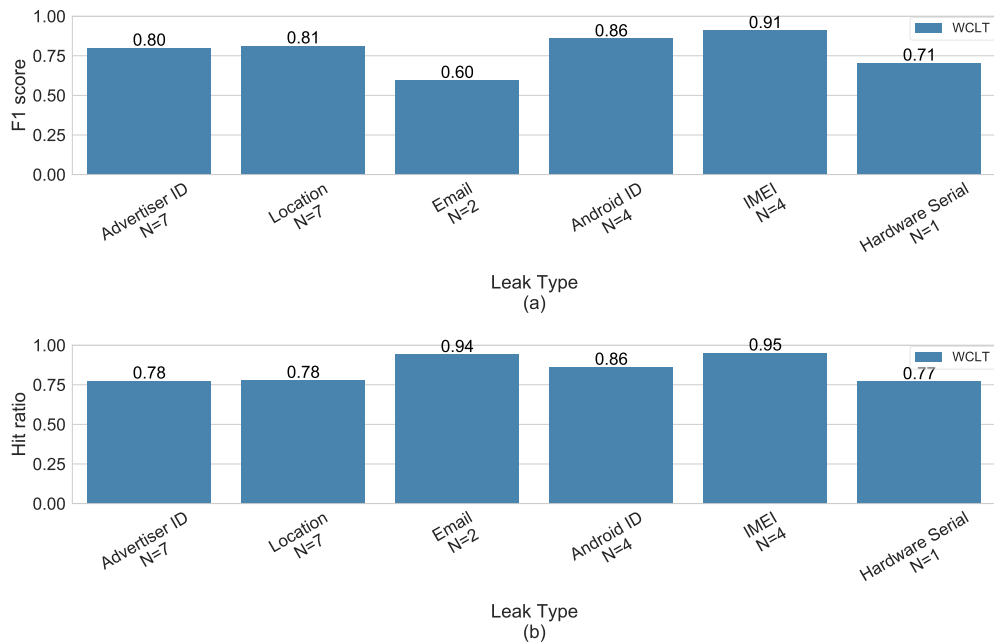 1.00
0.75
0.50
0.25
0.00
F1 score
0.80
0.81
0.60
0.86
0.91
0.71
WCLT
Advertiser ID
N=7
Location
N=7
Email
N=2
Android ID
N=4
IMEI
N=4
Hardware Serial
N=1
Leak Type
(a)
1.00
0.75
0.50
0.25
0.00
Hit ratio
0.78
0.78
0.94
0.86
0.95
0.77
WCLT
Advertiser ID
N=7
Location
N=7
Email
N=2
Android ID
N=4
IMEI
N=4
Hardware Serial
N=1
Leak Type
(b)